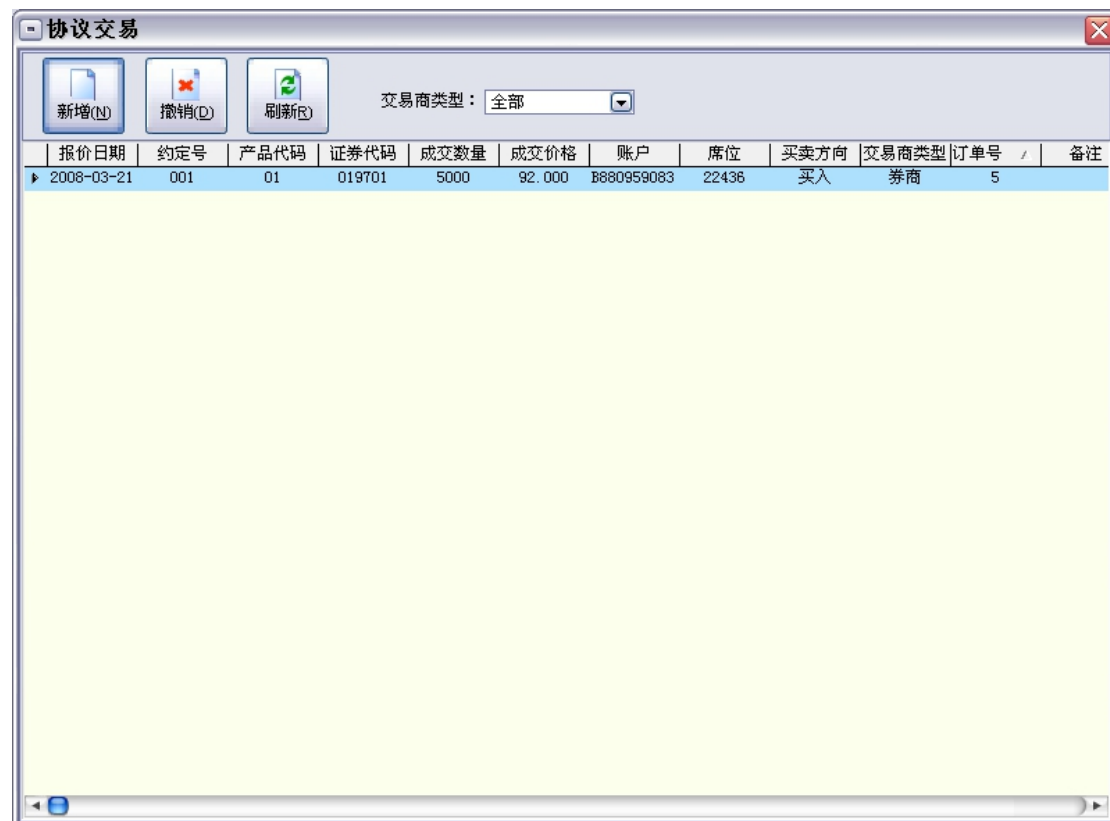 协议交易
新增(N) 撤销(D) 刷新(R) 交易商类型： 全部
报价日期 约定号 产品代码 证券代码 成交数量 成交价格 账户 席位 买卖方向 交易商类型 订单号 备注
2008-03-21 001 01 019701 5000 92.000 B880959083 22436 买入 券商 5